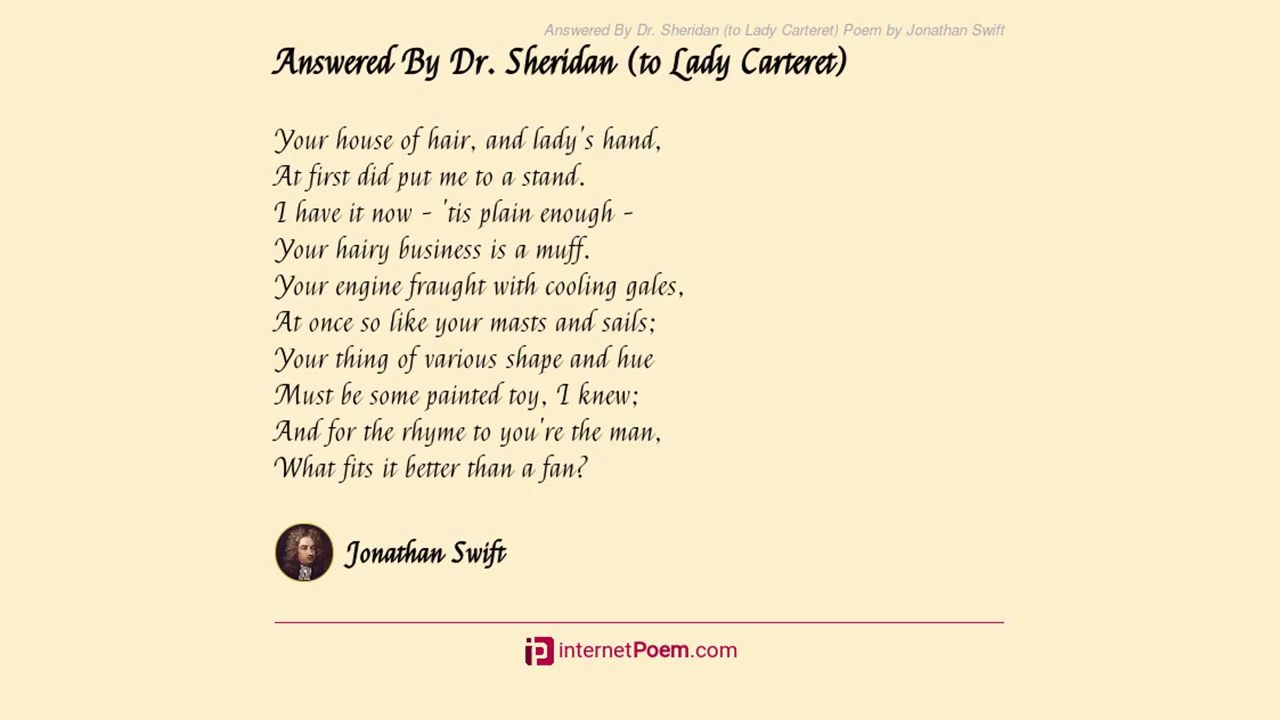 Answered By Dr. Sheridan (to Lady Carteret) Poem by Jonathan Swift
Answered By Dr. Sheridan (to Lady Carteret)
Your house of hair, and lady's hand,
At first did put me to a stand.
I have it now - 'tis plain enough -
Your hairy business is a muff.
Your engine fraught with cooling gales,
At once so like your masts and sails;
Your thing of various shape and hue
Must be some painted toy, I knew;
And for the rhyme to you're the man,
What fits it better than a fan?
Jonathan Swift
internetPoem.com